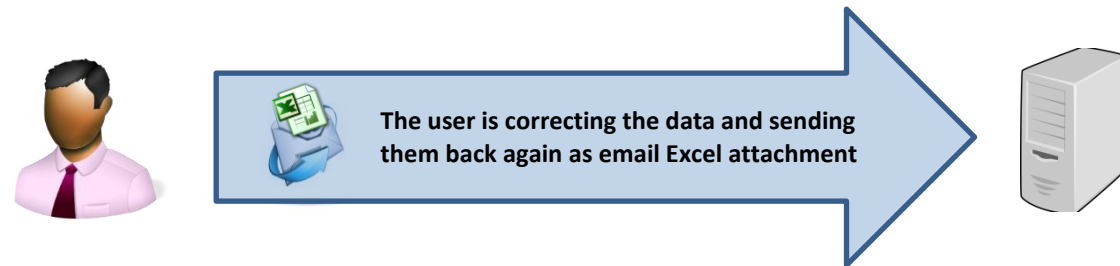 The user is correcting the data and sending
them back again as email Excel attachment